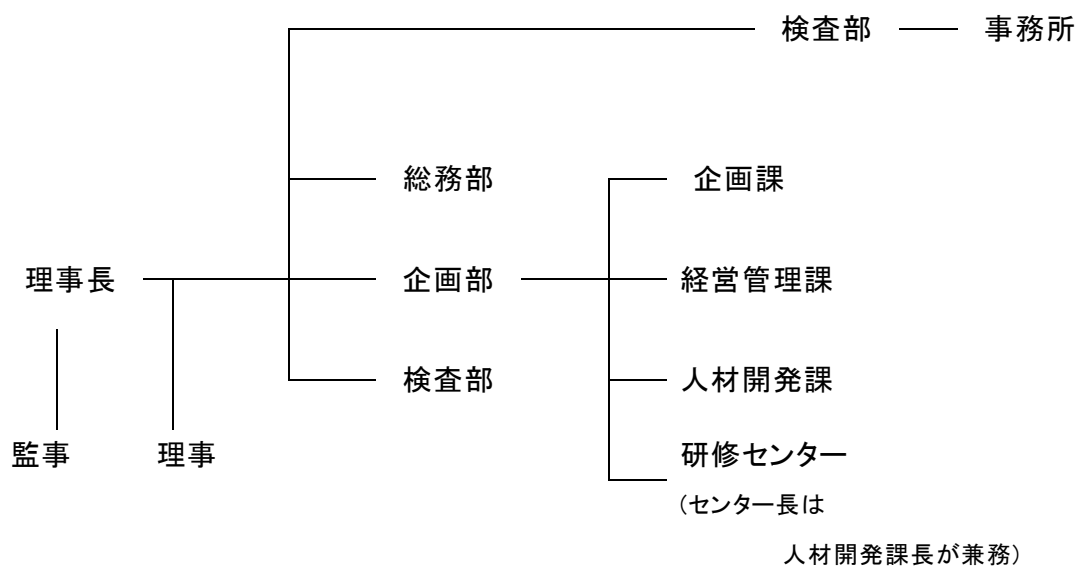 検査部 事務所
総務部 企画課
理事長 企画部 経営管理課
検査部 人材開発課
監事 理事 研修センター
(センター長は
人材開発課長が兼務)